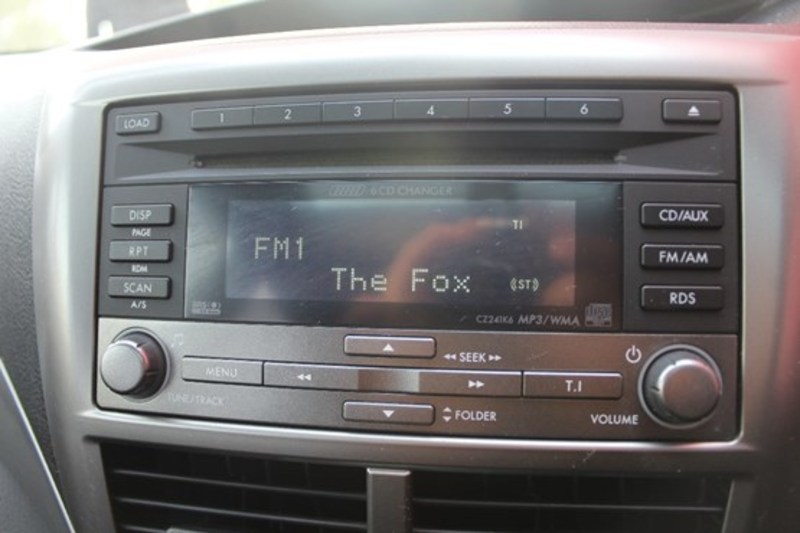 LOAD 1 2 3 4 5 6
6 CD CHANGER
DISP
PAGE
RPT
RDM
SCAN
A/S
TI
FM1
The Fox (ST)
CZ241K6 MP3/WMA
CD/AUX
FM/AM
RDS
MENU
TUNE/TRACK
SEEK
T.I
FOLDER
VOLUME